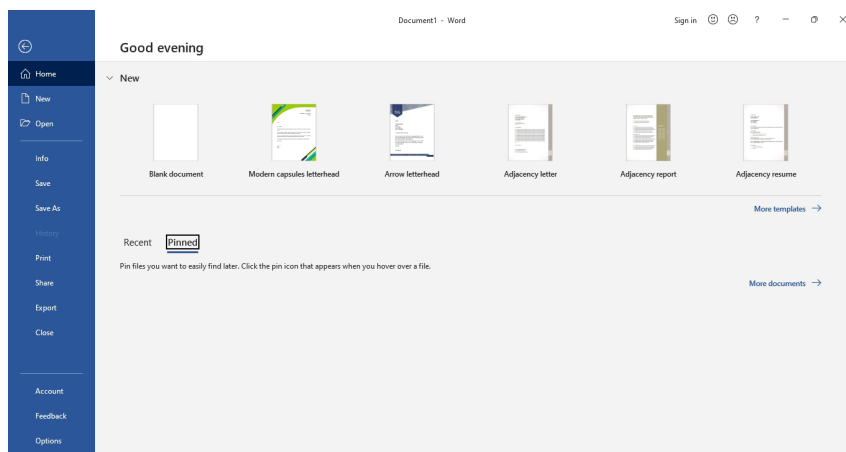 Document1 - Word
Sign in
?
Good evening
Home
New
Open
Info
Save
Save As
History
Print
Share
Export
Close
Account
Feedback
Options
New
Blank document
Modern capsules letterhead
Arrow letterhead
Adjacency letter
Adjacency report
Adjacency resume
More templates
Recent Pinned
Pin files you want to easily find later. Click the pin icon that appears when you hover over a file.
More documents